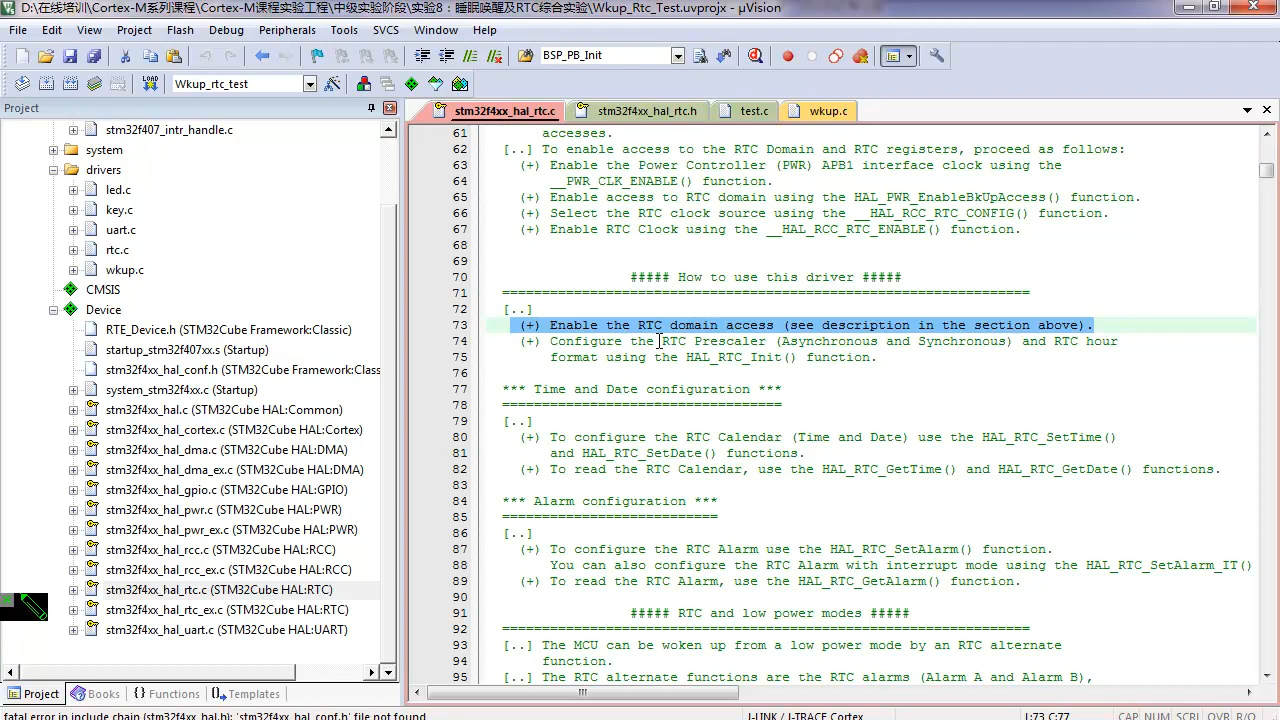 D:\在线培训\Cortex-M系列课程\Cortex-M课程实验工程\中级实验阶段\实验8：睡眠唤醒及RTC综合实验\Wkup_Rtc_Test.uvprojx - µVision
File Edit View Project Flash Debug Peripherals Tools SVCS Window Help
BSP_PB_Init
LOAD Wkup_rtc_test
Project
stm32f407_intr_handle.c
system
drivers
led.c
key.c
uart.c
rtc.c
wkup.c
CMSIS
Device
RTE_Device.h (STM32Cube Framework:Classic)
startup_stm32f407xx.s (Startup)
stm32f4xx_hal_conf.h (STM32Cube Framework:Class
system_stm32f4xx.c (Startup)
stm32f4xx_hal.c (STM32Cube HAL:Common)
stm32f4xx_hal_cortex.c (STM32Cube HAL:Cortex)
stm32f4xx_hal_dma.c (STM32Cube HAL:DMA)
stm32f4xx_hal_dma_ex.c (STM32Cube HAL:DMA)
stm32f4xx_hal_gpio.c (STM32Cube HAL:GPIO)
stm32f4xx_hal_pwr.c (STM32Cube HAL:PWR)
stm32f4xx_hal_pwr_ex.c (STM32Cube HAL:PWR)
stm32f4xx_hal_rcc.c (STM32Cube HAL:RCC)
stm32f4xx_hal_rcc_ex.c (STM32Cube HAL:RCC)
stm32f4xx_hal_rtc.c (STM32Cube HAL:RTC)
stm32f4xx_hal_rtc_ex.c (STM32Cube HAL:RTC)
stm32f4xx_hal_uart.c (STM32Cube HAL:UART)
Project Books {} Functions Templates
stm32f4xx_hal_rtc.c stm32f4xx_hal_rtc.h test.c wkup.c
61 accesses.
62 [..] To enable access to the RTC Domain and RTC registers, proceed as follows:
63 (+) Enable the Power Controller (PWR) APB1 interface clock using the
64 __PWR_CLK_ENABLE() function.
65 (+) Enable access to RTC domain using the HAL_PWR_EnableBkUpAccess() function.
66 (+) Select the RTC clock source using the __HAL_RCC_RTC_CONFIG() function.
67 (+) Enable RTC Clock using the __HAL_RCC_RTC_ENABLE() function.
68
69
70 ##### How to use this driver #####
71 ==================================================================
72 [..]
73 (+) Enable the RTC domain access (see description in the section above).
74 (+) Configure the RTC Prescaler (Asynchronous and Synchronous) and RTC hour
75 format using the HAL_RTC_Init() function.
76
77 *** Time and Date configuration ***
78 ===================================
79 [..]
80 (+) To configure the RTC Calendar (Time and Date) use the HAL_RTC_SetTime()
81 and HAL_RTC_SetDate() functions.
82 (+) To read the RTC Calendar, use the HAL_RTC_GetTime() and HAL_RTC_GetDate() functions.
83
84 *** Alarm configuration ***
85 ===========================
86 [..]
87 (+) To configure the RTC Alarm use the HAL_RTC_SetAlarm() function.
88 You can also configure the RTC Alarm with interrupt mode using the HAL_RTC_SetAlarm_IT()
89 (+) To read the RTC Alarm, use the HAL_RTC_GetAlarm() function.
90
91 ##### RTC and low power modes #####
92 ==================================================================
93 [..] The MCU can be woken up from a low power mode by an RTC alternate
94 function.
95 [..] The RTC alternate functions are the RTC alarms (Alarm A and Alarm B),
fatal error in include chain (stm32f4xx_hal.h): 'stm32f4xx_hal_conf.h' file not found J-LINK / J-TRACE Cortex L:73 C:77 CAP NUM SCRL OVR R/O